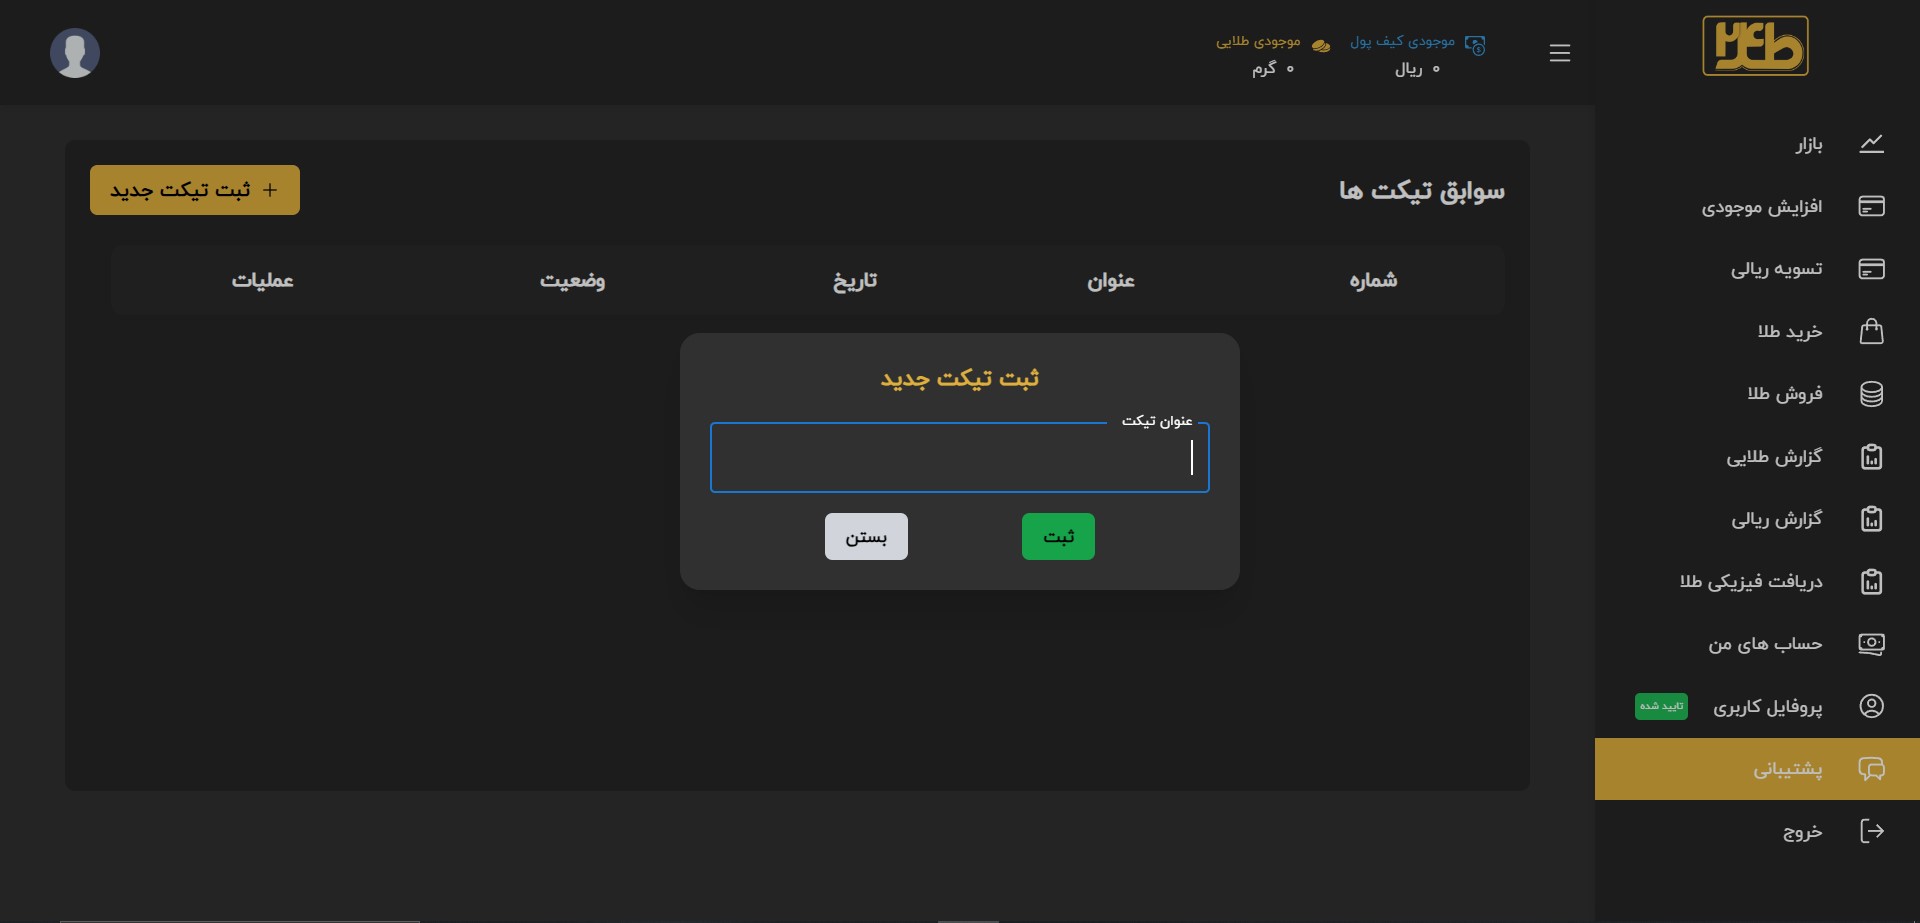 ط۲۴
موجودی کیف پول
۰ ریال
موجودی طلایی
۰ گرم
بازار
افزایش موجودی
تسویه ریالی
خرید طلا
فروش طلا
گزارش طلایی
گزارش ریالی
دریافت فیزیکی طلا
حساب های من
پروفایل کاربری تایید شده
پشتیبانی
خروج
سوابق تیکت ها
+ ثبت تیکت جدید
شماره عنوان تاریخ وضعیت عملیات
ثبت تیکت جدید
عنوان تیکت
ثبت بستن